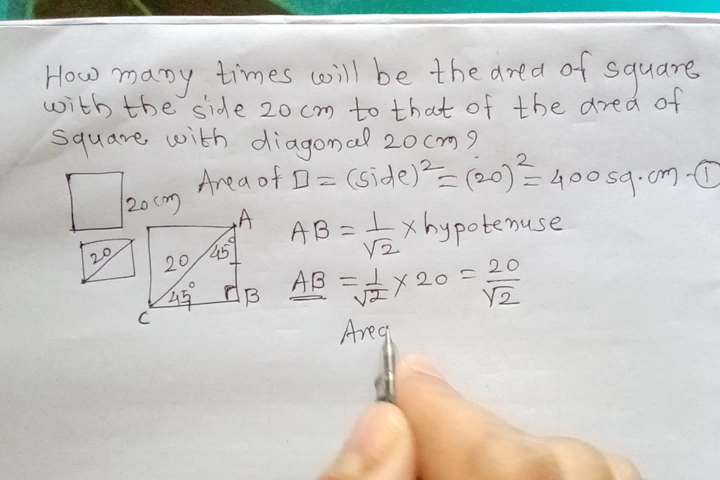 How many times will be the area of square
with the side 20 cm to that of the area of
square with diagonal 20 cm?
Area of □ = (side)² = (20)² = 400 sq.cm - ①
20 cm
AB = 1/√2 × hypotenuse
20
A
20
45°
45°
B
C
AB = 1/√2 × 20 = 20/√2
Area